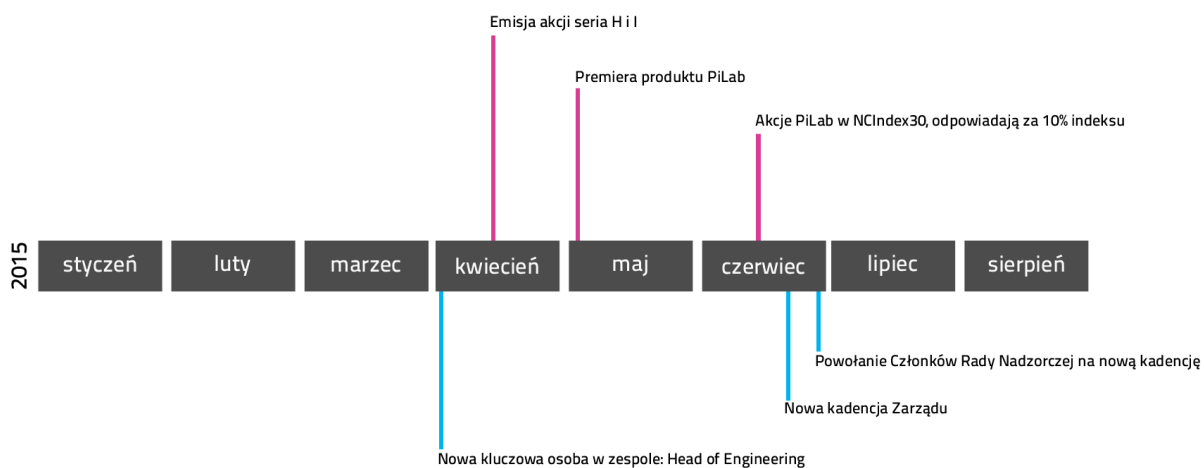 Emisja akcji seria H i I
Premiera produktu PiLab
Akcje PiLab w NCIndex30, odpowiadają za 10% indeksu
2015
styczeń
luty
marzec
kwiecień
maj
czerwiec
lipiec
sierpień
Powołanie Członków Rady Nadzorczej na nową kadencję
Nowa kadencja Zarządu
Nowa kluczowa osoba w zespole: Head of Engineering